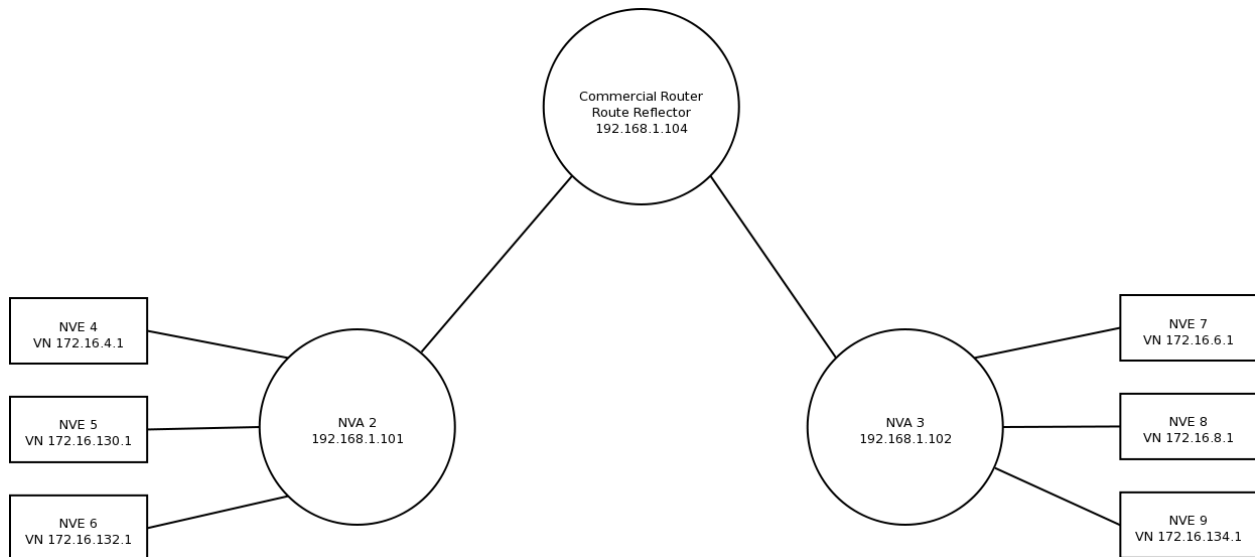 Commercial Router
Route Reflector
192.168.1.104
NVE 4
VN 172.16.4.1
NVE 5
VN 172.16.130.1
NVE 6
VN 172.16.132.1
NVA 2
192.168.1.101
NVA 3
192.168.1.102
NVE 7
VN 172.16.6.1
NVE 8
VN 172.16.8.1
NVE 9
VN 172.16.134.1